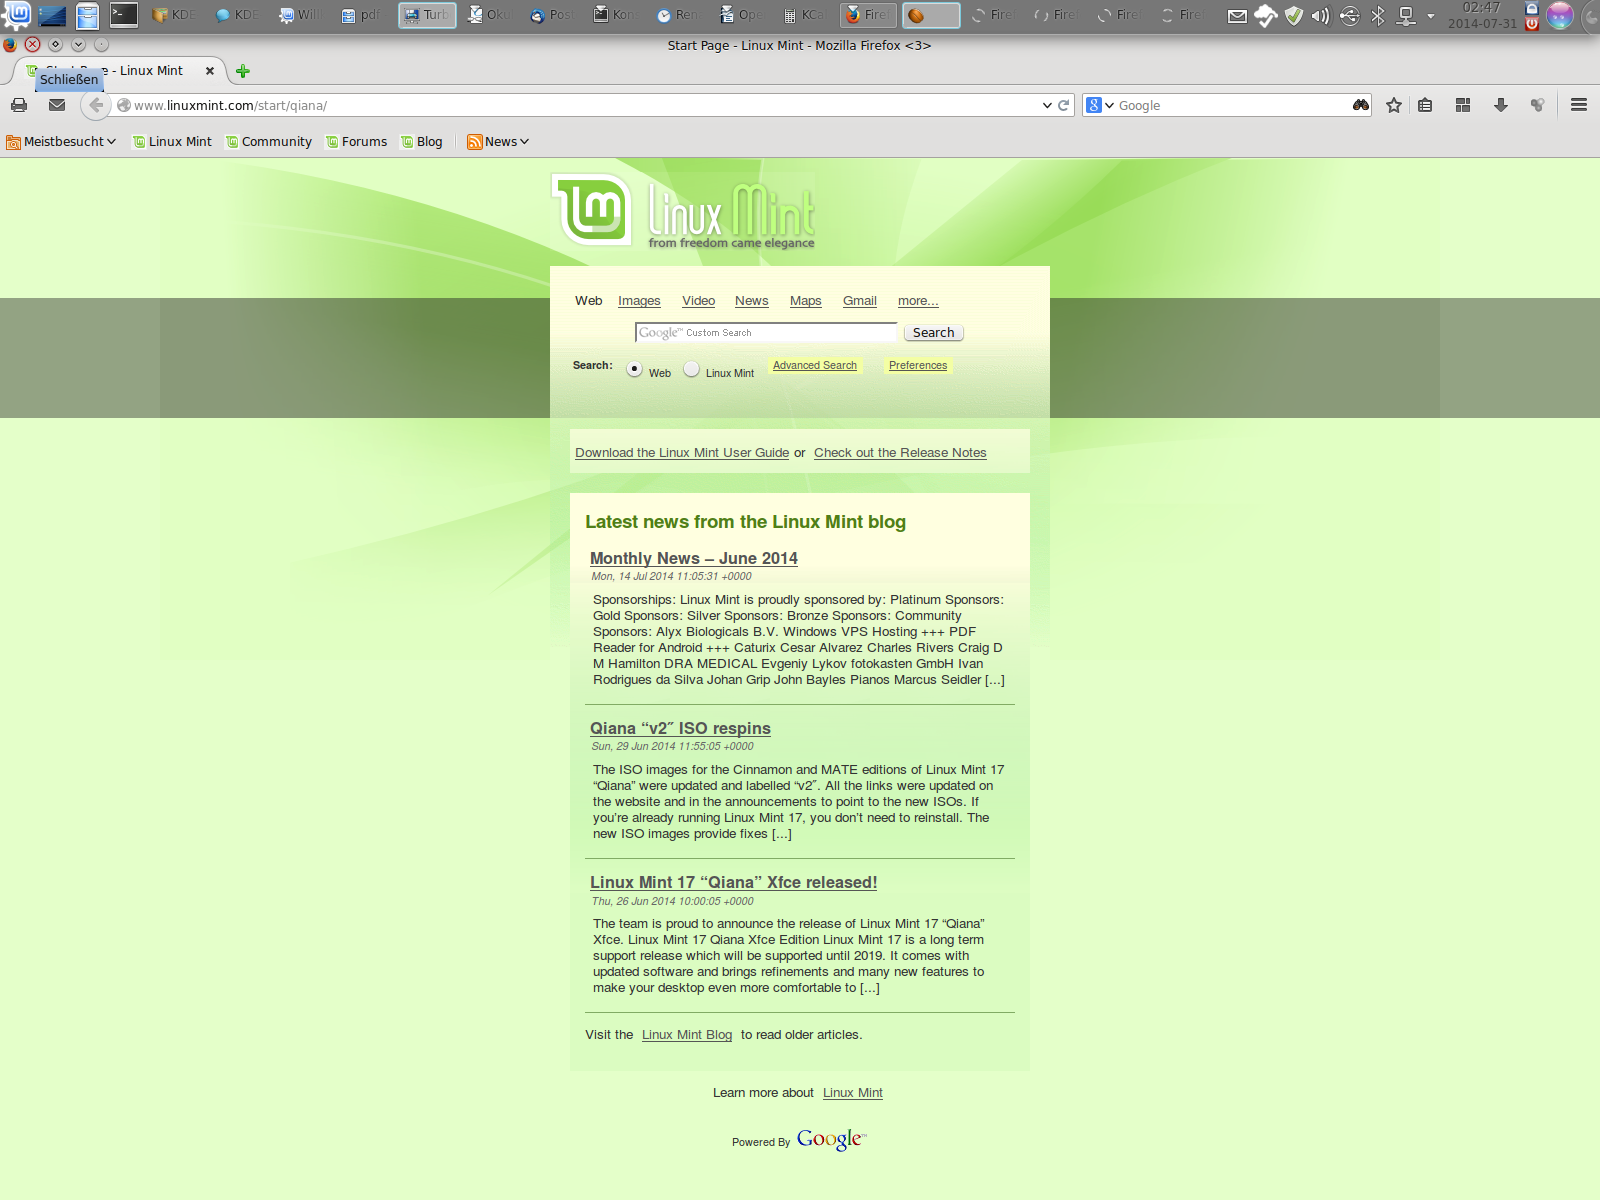 KDE
KDE
Willk
pdf
Turb
Oku
Post
Kons
Ren
Ope
KCal
Firef
Firef
Firef
Firef
Firef
02:47
2014-07-31
Start Page - Linux Mint - Mozilla Firefox <3>
Page - Linux Mint
Schließen
www.linuxmint.com/start/qiana/
Google
Meistbesucht
Linux Mint
Community
Forums
Blog
News
Linux Mint
from freedom came elegance
Web Images Video News Maps Gmail more...
Google™ Custom Search
Search
Search: Web Linux Mint Advanced Search Preferences
Download the Linux Mint User Guide or Check out the Release Notes
Latest news from the Linux Mint blog
Monthly News – June 2014
Mon, 14 Jul 2014 11:05:31 +0000
Sponsorships: Linux Mint is proudly sponsored by: Platinum Sponsors:
Gold Sponsors: Silver Sponsors: Bronze Sponsors: Community
Sponsors: Alyx Biologicals B.V. Windows VPS Hosting +++ PDF
Reader for Android +++ Caturix Cesar Alvarez Charles Rivers Craig D
M Hamilton DRA MEDICAL Evgeniy Lykov fotokasten GmbH Ivan
Rodrigues da Silva Johan Grip John Bayles Pianos Marcus Seidler [...]
Qiana “v2″ ISO respins
Sun, 29 Jun 2014 11:55:05 +0000
The ISO images for the Cinnamon and MATE editions of Linux Mint 17
“Qiana” were updated and labelled “v2″. All the links were updated on
the website and in the announcements to point to the new ISOs. If
you’re already running Linux Mint 17, you don’t need to reinstall. The
new ISO images provide fixes [...]
Linux Mint 17 “Qiana” Xfce released!
Thu, 26 Jun 2014 10:00:05 +0000
The team is proud to announce the release of Linux Mint 17 “Qiana”
Xfce. Linux Mint 17 Qiana Xfce Edition Linux Mint 17 is a long term
support release which will be supported until 2019. It comes with
updated software and brings refinements and many new features to
make your desktop even more comfortable to [...]
Visit the Linux Mint Blog to read older articles.
Learn more about Linux Mint
Powered By Google™